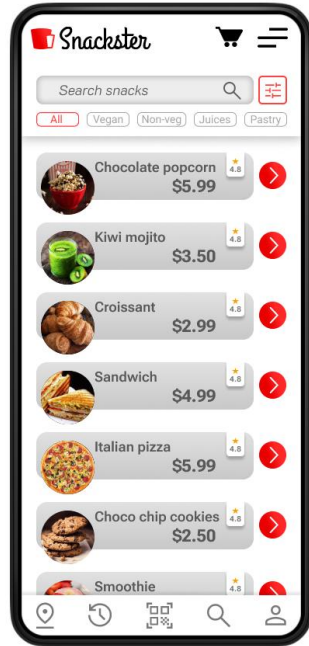 Snackster
Search snacks
All Vegan Non-veg Juices Pastry
Chocolate popcorn 4.8
$5.99
Kiwi mojito 4.8
$3.50
Croissant 4.8
$2.99
Sandwich 4.8
$4.99
Italian pizza 4.8
$5.99
Choco chip cookies 4.8
$2.50
Smoothie 4.8